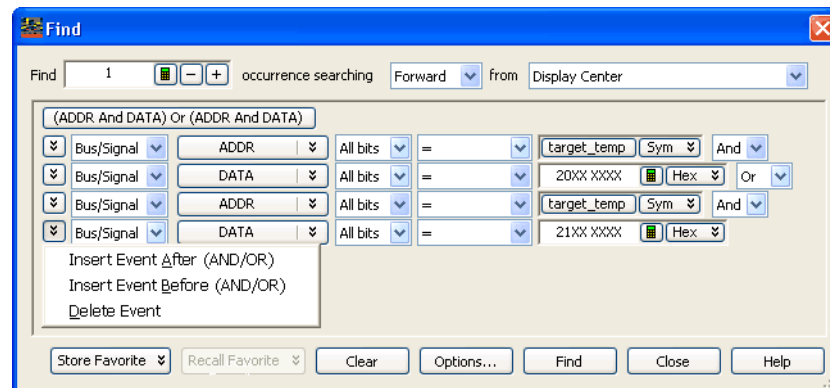 Find
Find 1 − + occurrence searching Forward from Display Center
(ADDR And DATA) Or (ADDR And DATA)
Bus/Signal ADDR All bits = target_temp Sym And
Bus/Signal DATA All bits = 20XX XXXX Hex Or
Bus/Signal ADDR All bits = target_temp Sym And
Bus/Signal DATA All bits = 21XX XXXX Hex
Insert Event After (AND/OR)
Insert Event Before (AND/OR)
Delete Event
Store Favorite Recall Favorite Clear Options... Find Close Help